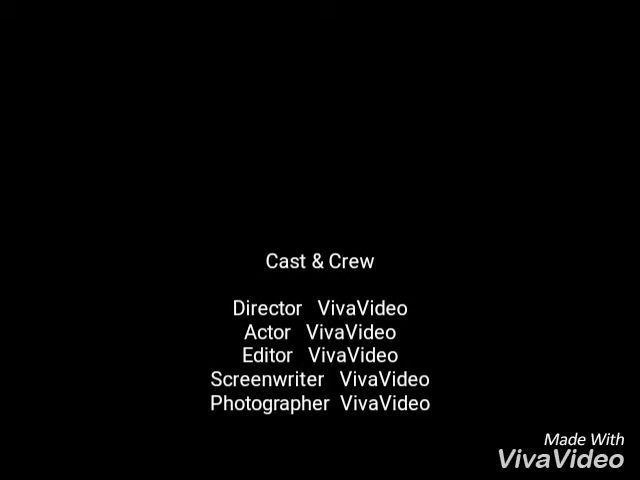 Cast & Crew
Director VivaVideo
Actor VivaVideo
Editor VivaVideo
Screenwriter VivaVideo
Photographer VivaVideo
Made With
VivaVideo